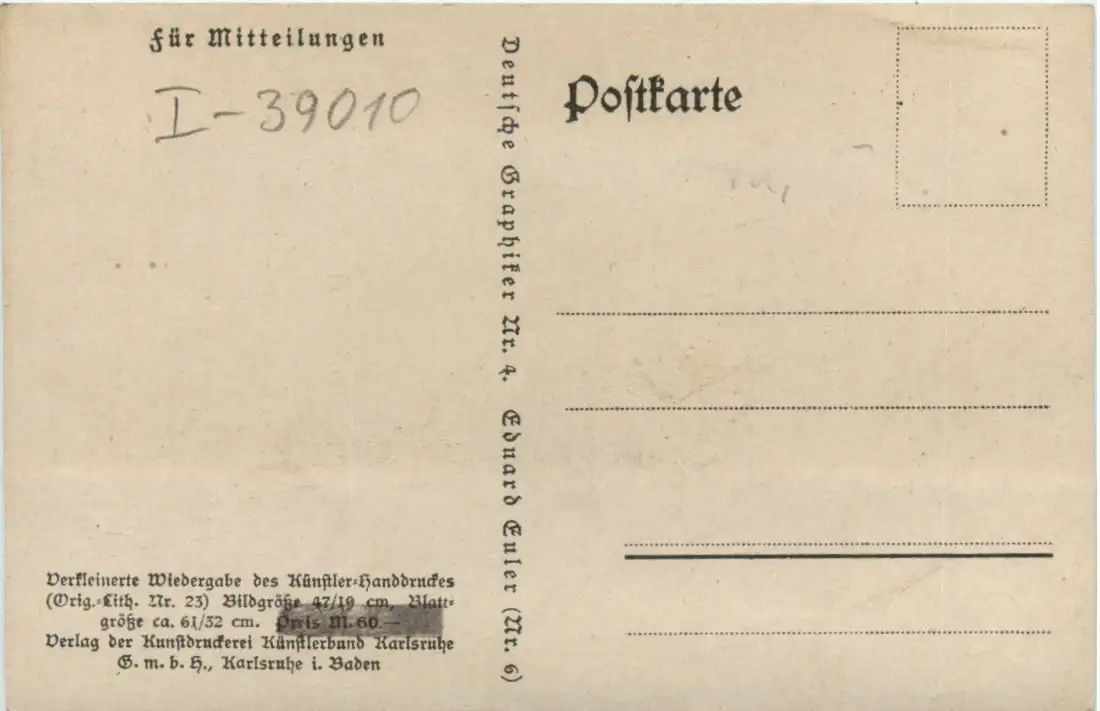 Für Mitteilungen
I-39010
Verkleinerte Wiedergabe des Künstler-Handdruckes
(Orig.-Lith. Nr. 23) Bildgröße 47/19 cm, Blatt-
größe ca. 61/32 cm. Preis M. 60.—
Verlag der Kunstdruckerei Künstlerbund Karlsruhe
G. m. b. H., Karlsruhe i. Baden
Deutsche Graphiker Nr. 4. Eduard Euler (Nr. 6)
Postkarte